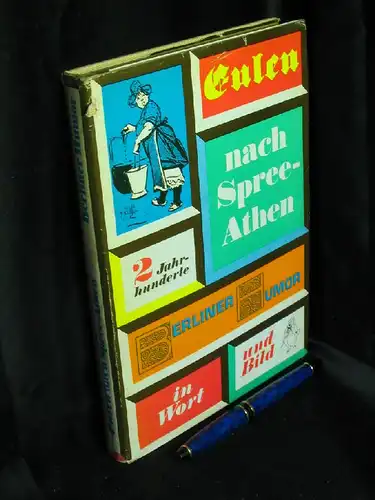 Eulen
nach
Spree-
Athen
2 Jahr-
hunderte
BERLINER HUMOR
in
Wort
und
Bild